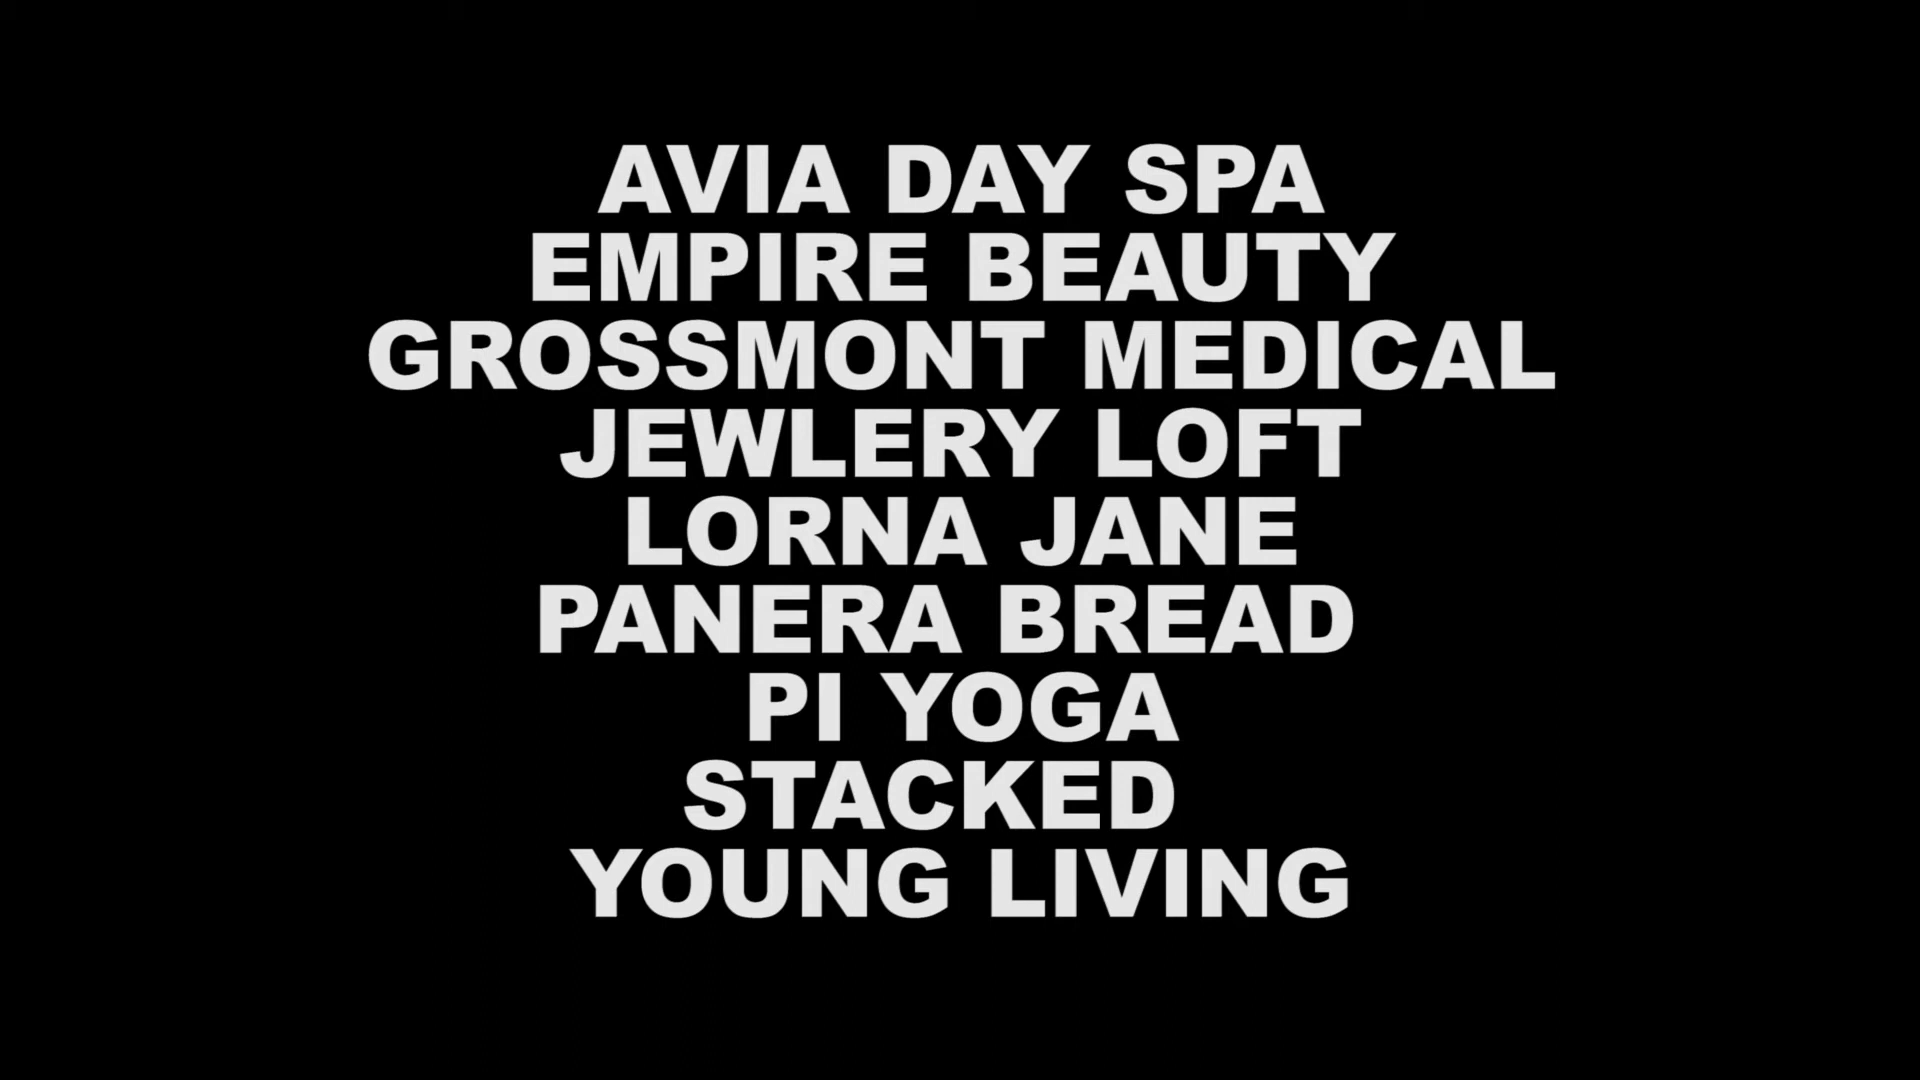 AVIA DAY SPA
EMPIRE BEAUTY
GROSSMONT MEDICAL
JEWLERY LOFT
LORNA JANE
PANERA BREAD
PI YOGA
STACKED
YOUNG LIVING